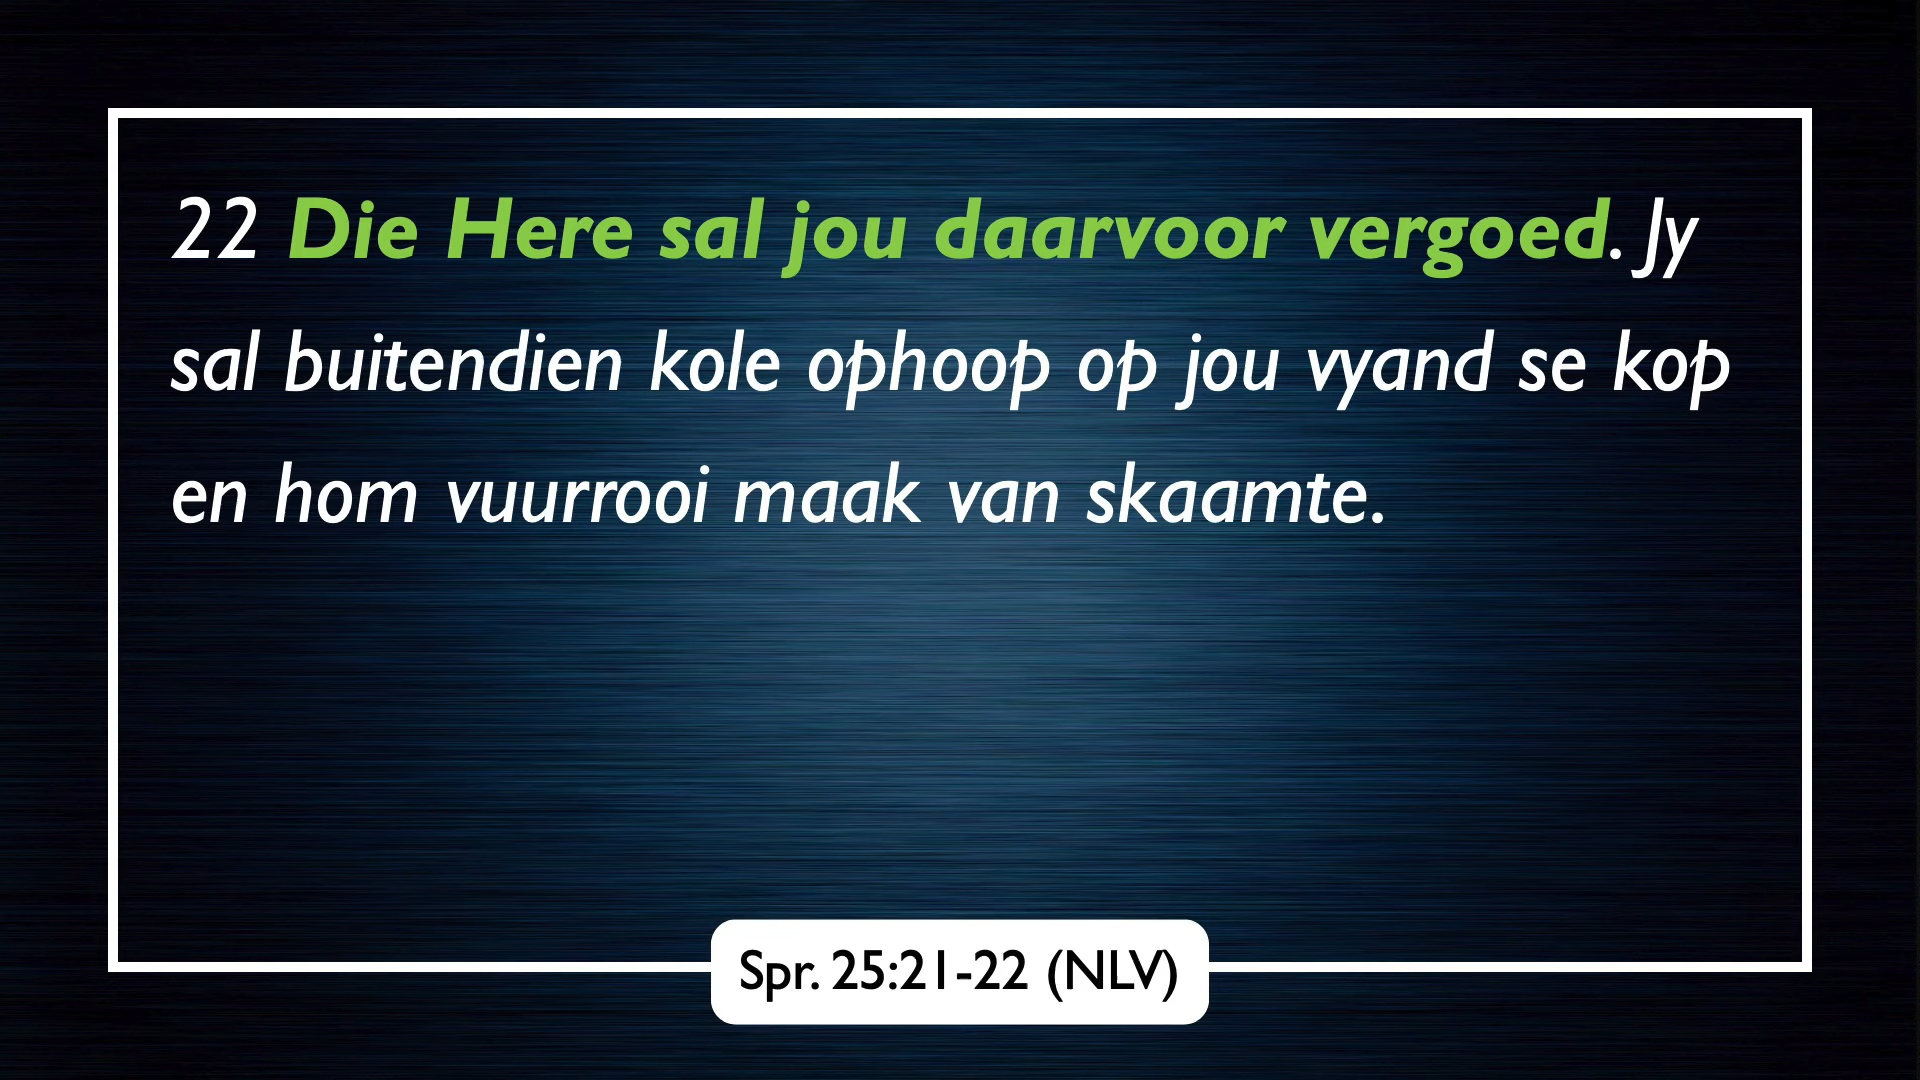 22 Die Here sal jou daarvoor vergoed. Jy
sal buitendien kole ophoop op jou vyand se kop
en hom vuurrooi maak van skaamte.
Spr. 25:21-22 (NLV)